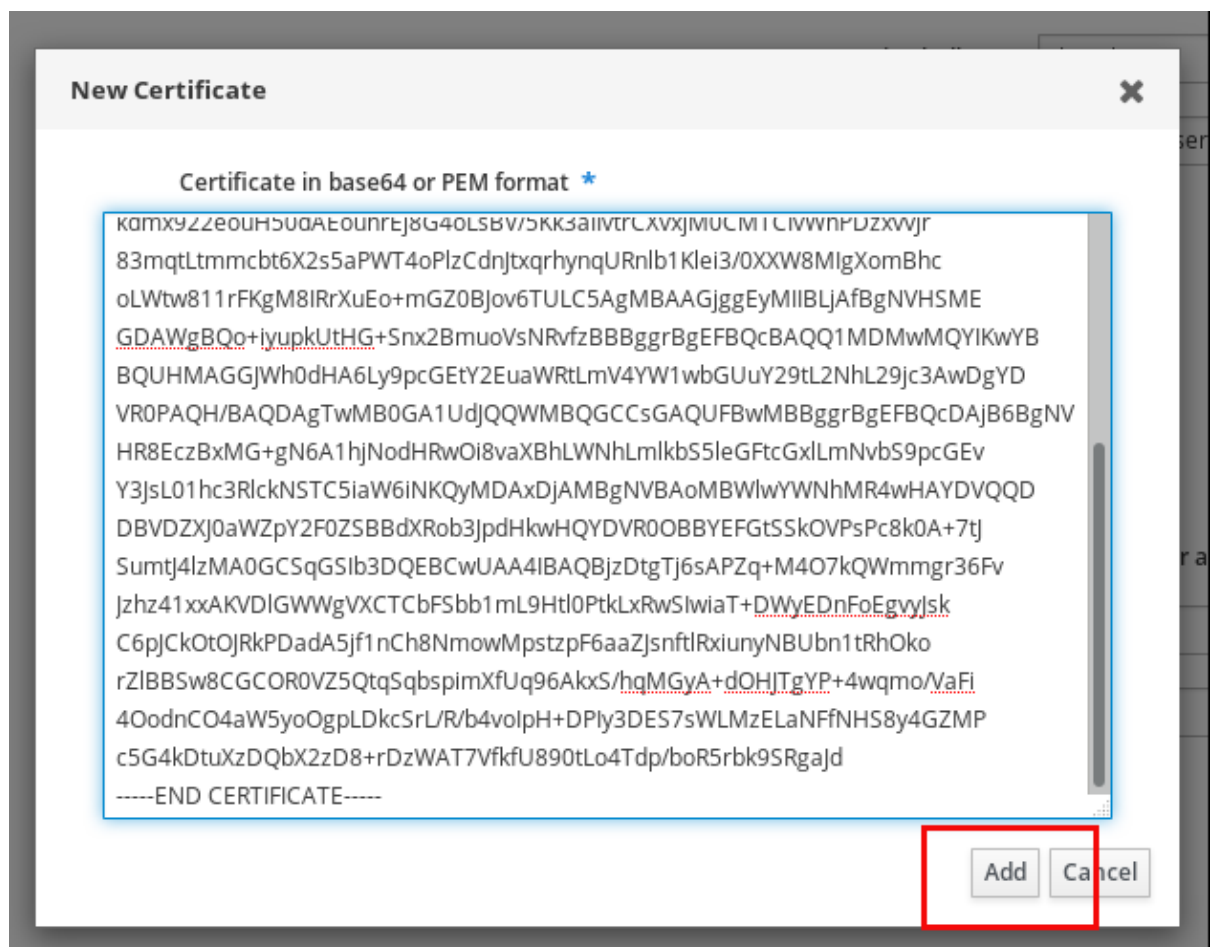 New Certificate
Certificate in base64 or PEM format *
83mqtLtmmcbt6X2s5aPWT4oPlzCdnJtxqrhynqURnlb1Klei3/0XXW8MIgXomBhc
oLWtw811rFKgM8IRrXuEo+mGZ0BJov6TULC5AgMBAAGjggEyMIIBLjAfBgNVHSME
GDAWgBQo+iyupkUtHG+Snx2BmuoVsNRvfzBBBggrBgEFBQcBAQQ1MDMwMQYIKwYB
BQUHMAGGJWh0dHA6Ly9pcGEtY2EuaWRtLmV4YW1wbGUuY29tL2NhL29jc3AwDgYD
VR0PAQH/BAQDAgTwMB0GA1UdJQQWMBQGCCsGAQUFBwMBBggrBgEFBQcDAjB6BgNV
HR8EczBxMG+gN6A1hjNodHRwOi8vaXBhLWNhLmlkbS5leGFtcGxlLmNvbS9pcGEv
Y3JsL01hc3RlckNSTC5iaW6iNKQyMDAxDjAMBgNVBAoMBWlwYWNhMR4wHAYDVQQD
DBVDZXJ0aWZpY2F0ZSBBdXRob3JpdHkwHQYDVR0OBBYEFGtSSkOVPsPc8k0A+7tJ
SumtJ4lzMA0GCSqGSIb3DQEBCwUAA4IBAQBjzDtgTj6sAPZq+M4O7kQWmmgr36Fv
Jzhz41xxAKVDlGWWgVXCTCbFSbb1mL9Htl0PtkLxRwSIwiaT+DWyEDnFoEgvyJsk
C6pJCkOtOJRkPDadA5jf1nCh8NmowMpstzpF6aaZJsnftlRxiunyNBUbn1tRhOko
rZlBBSw8CGCOR0VZ5QtqSqbspimXfUq96AkxS/hqMGyA+dOHJTgYP+4wqmo/VaFi
4OodnCO4aW5yoOgpLDkcSrL/R/b4voIpH+DPIy3DES7sWLMzELaNFfNHS8y4GZMP
c5G4kDtuXzDQbX2zD8+rDzWAT7VfkfU890tLo4Tdp/boR5rbk9SRgaJd
-----END CERTIFICATE-----
Add Cancel